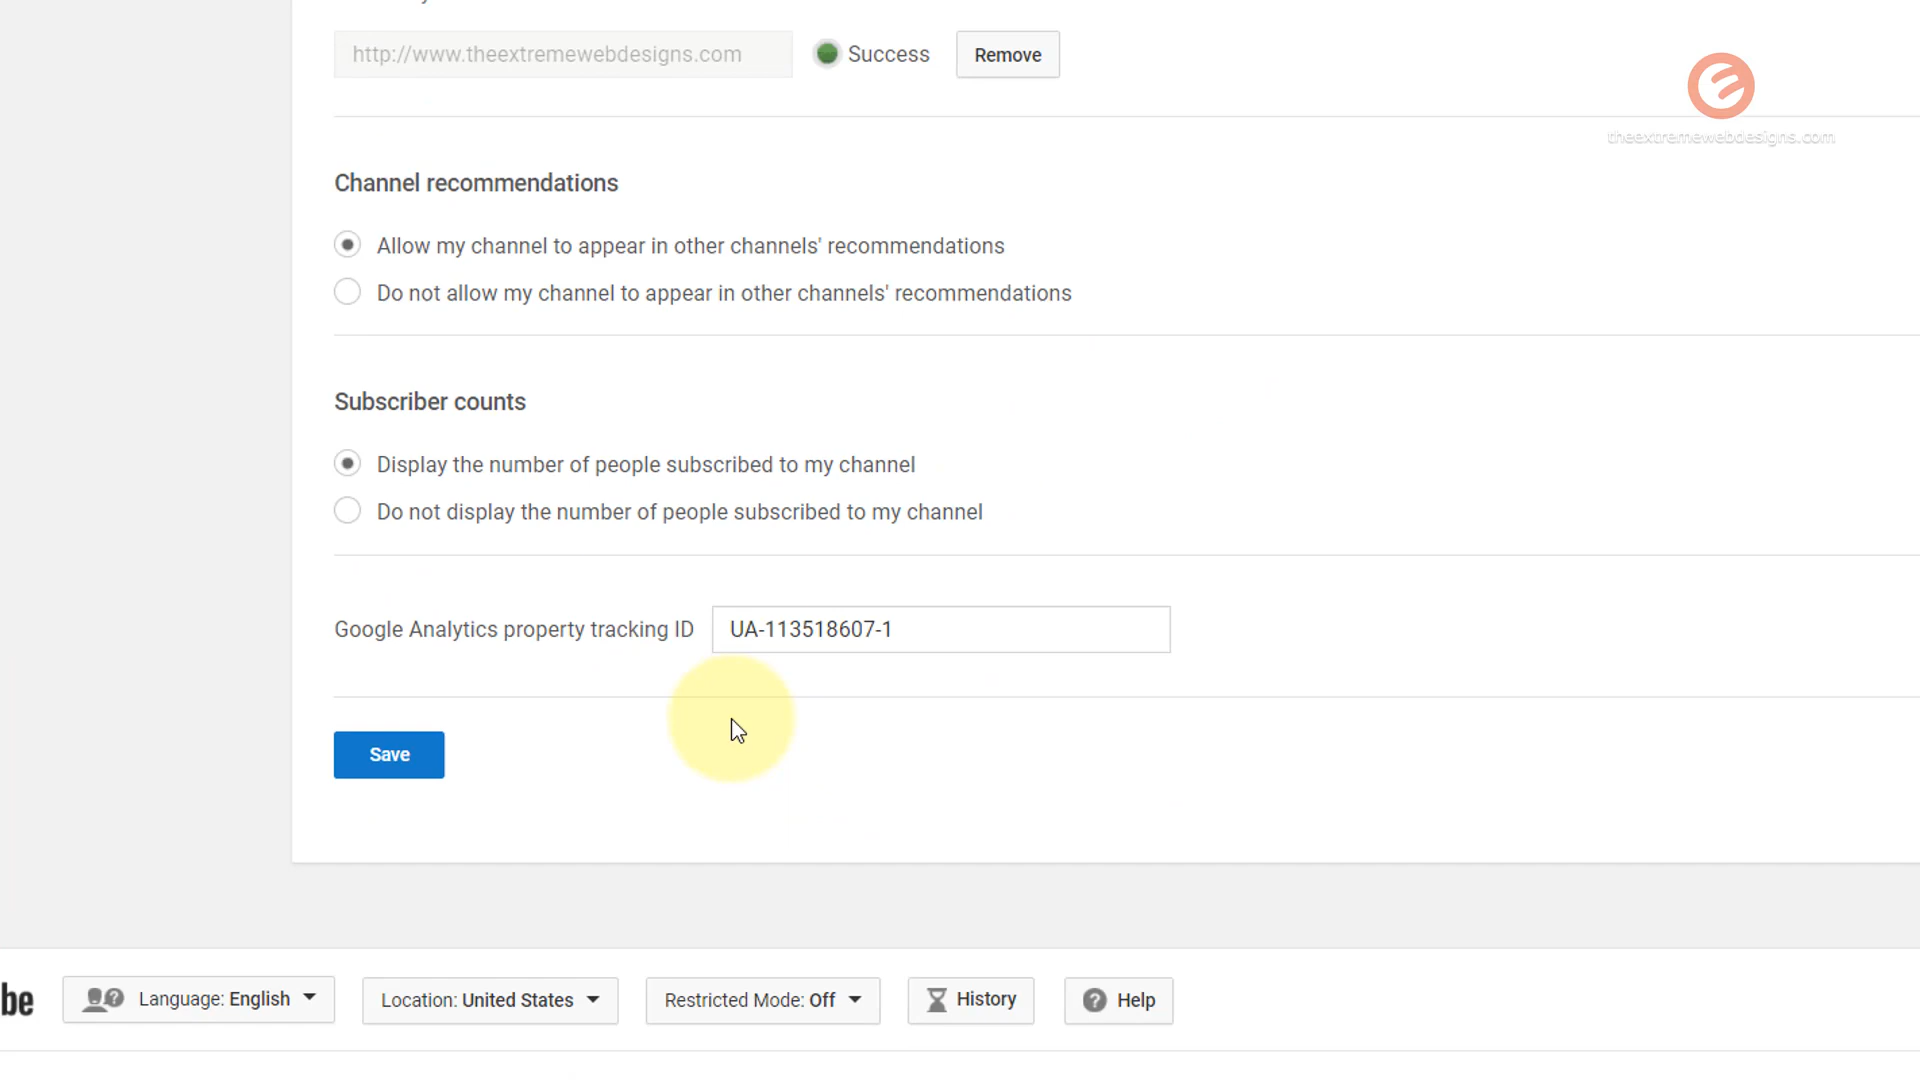 http://www.theextremewebdesigns.com
Success
Remove
theextremewebdesigns.com
Channel recommendations
Allow my channel to appear in other channels' recommendations
Do not allow my channel to appear in other channels' recommendations
Subscriber counts
Display the number of people subscribed to my channel
Do not display the number of people subscribed to my channel
Google Analytics property tracking ID
UA-113518607-1
Save
be
Language: English
Location: United States
Restricted Mode: Off
History
Help